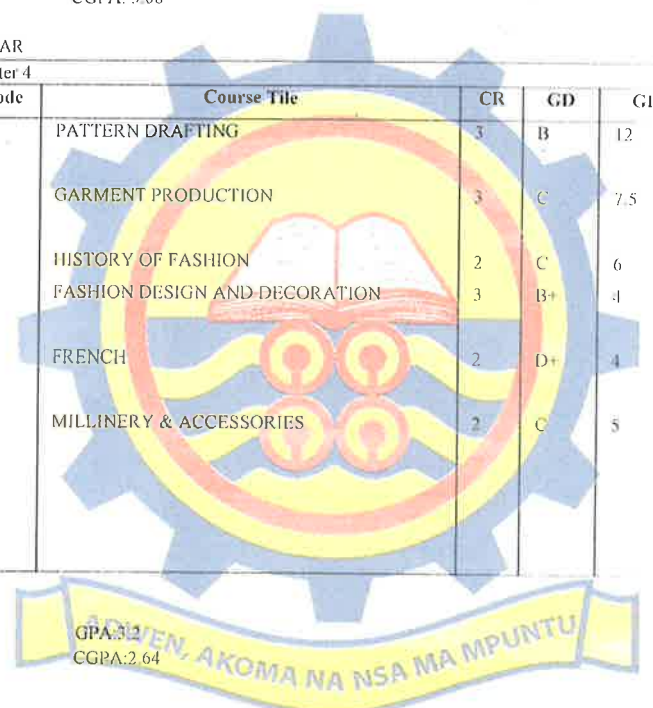 AR
ter 4
ode Course Tile CR GD
PATTERN DRAFTING 3 B 12
GARMENT PRODUCTION 3 C 7.5
HISTORY OF FASHION 2 C 6
FASHION DESIGN AND DECORATION 3 B+ 4
FRENCH 2 D+ 4
MILLINERY & ACCESSORIES 2 C 5
GPA:3.2
CGPA:2.64
ADWEN, AKOMA NA NSA MA MPUNTU